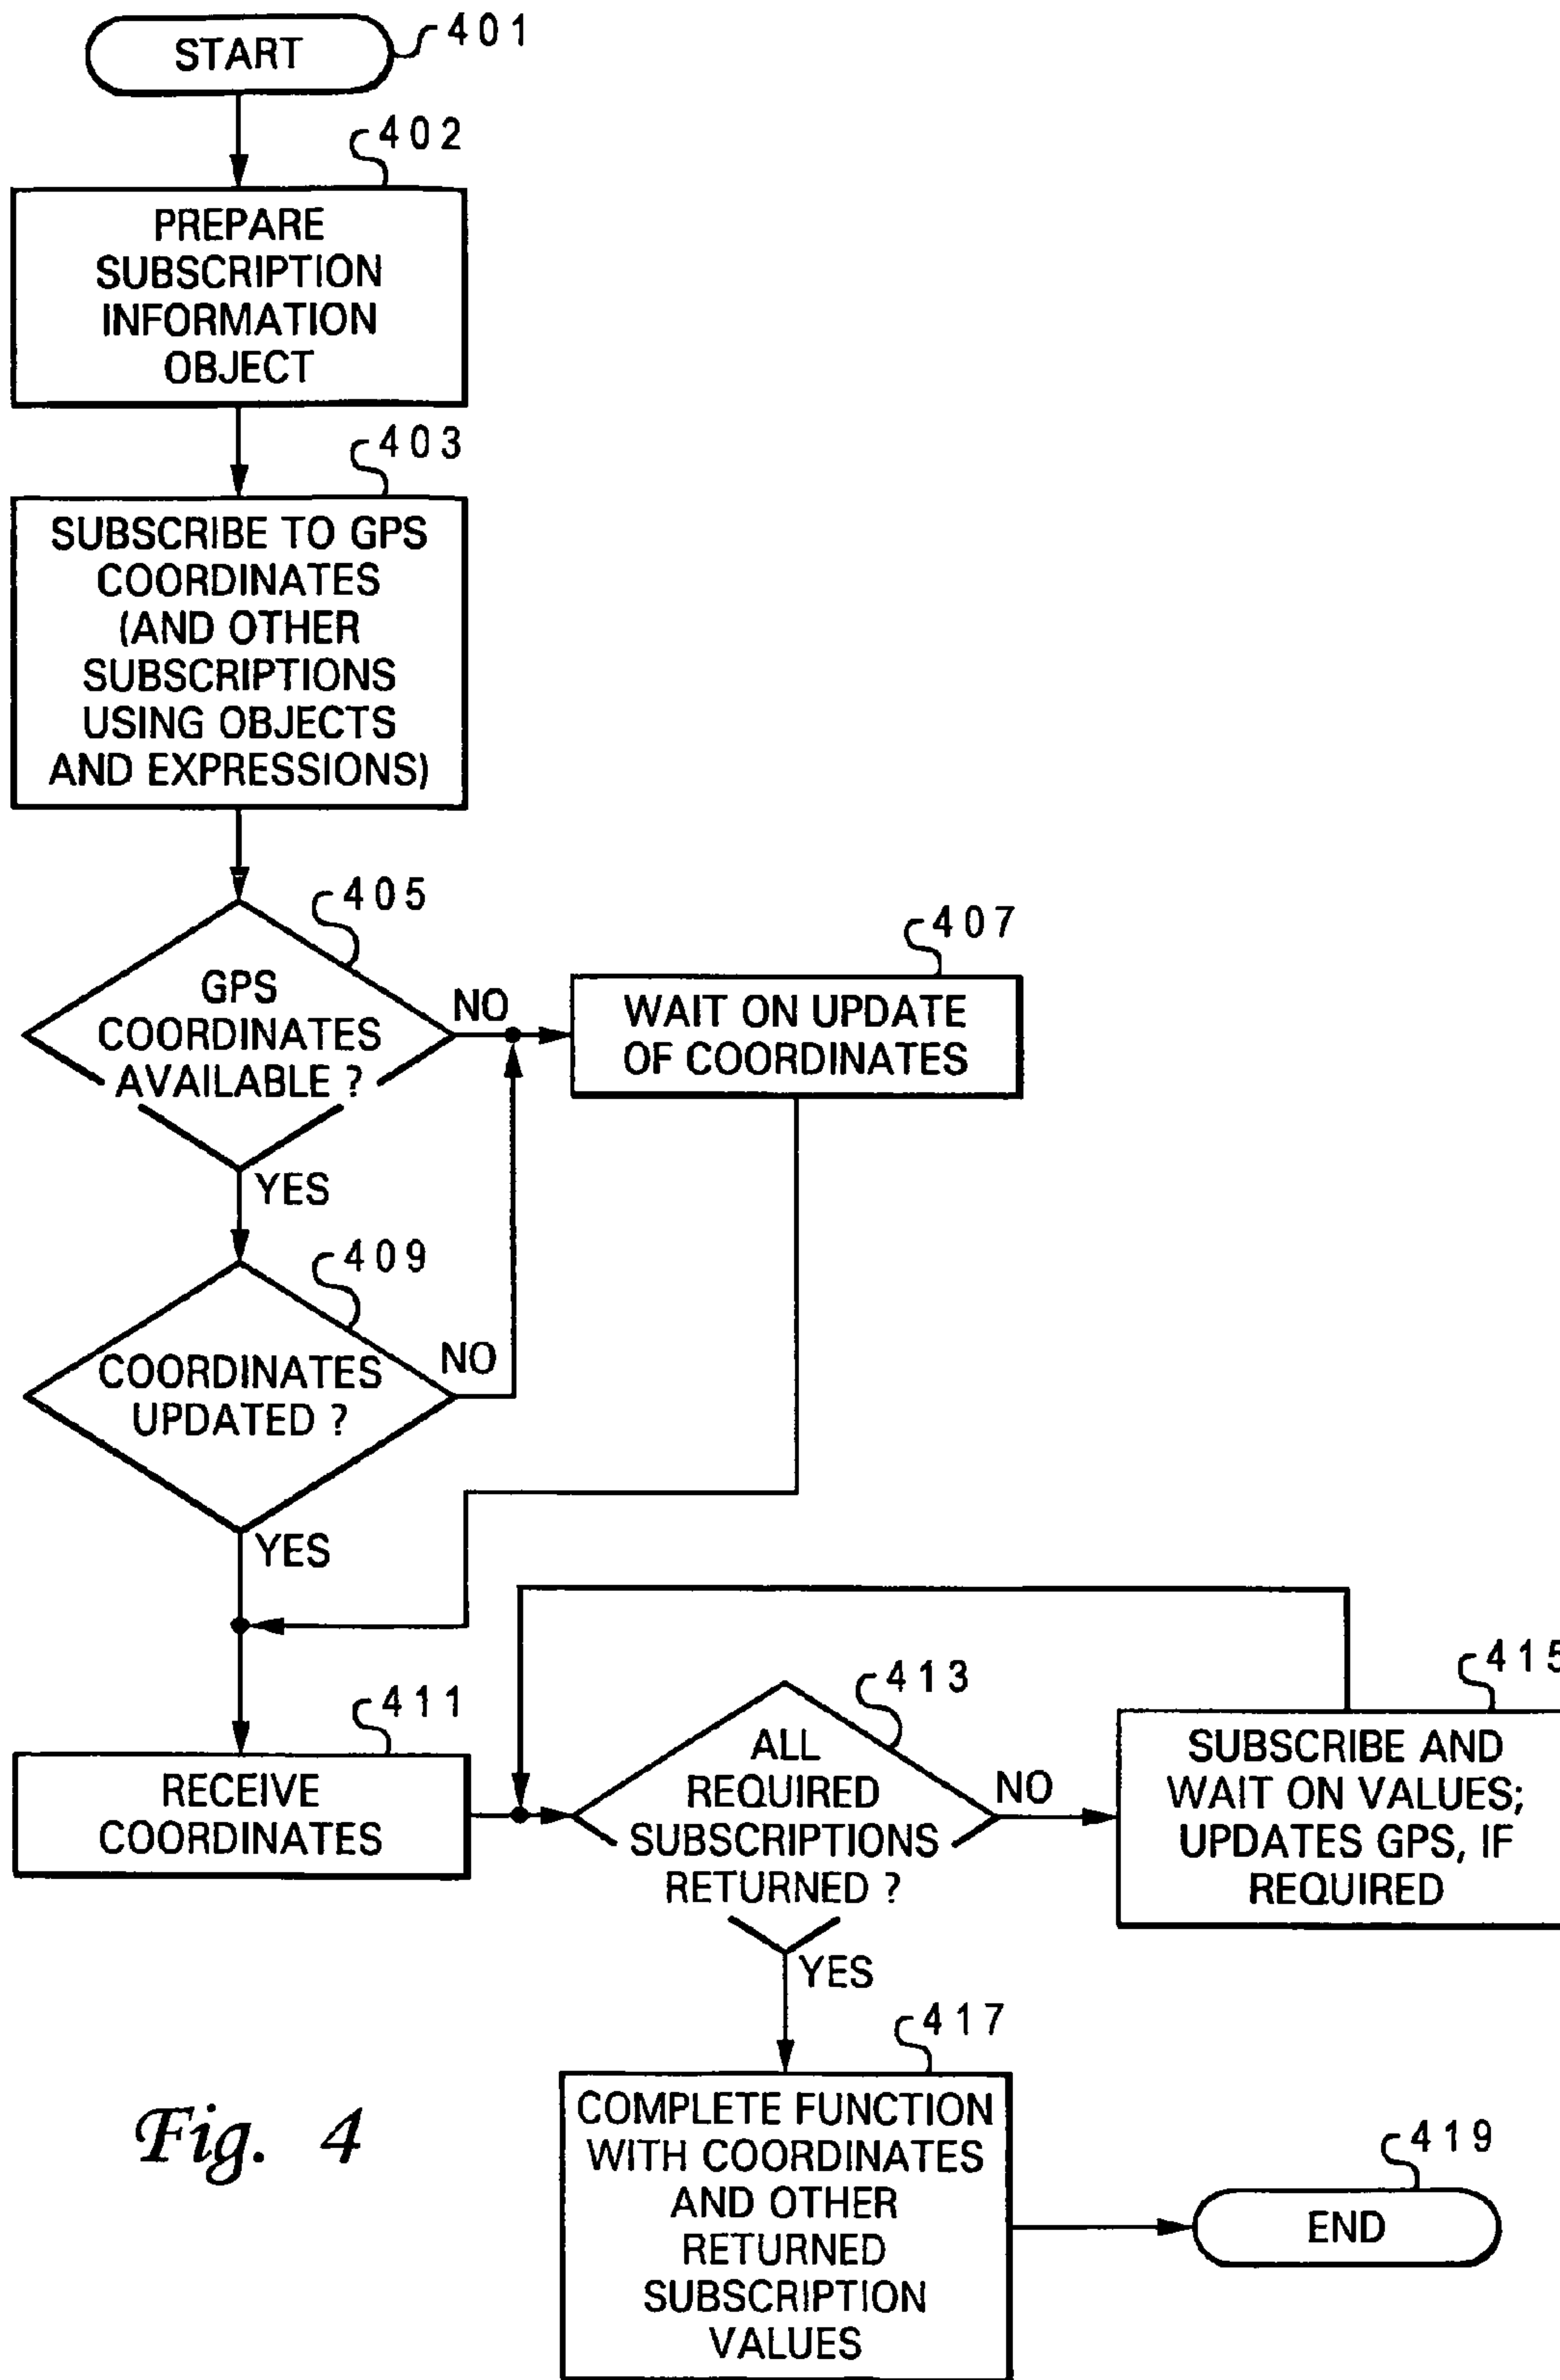 START
401
402
PREPARE
SUBSCRIPTION
INFORMATION
OBJECT
403
SUBSCRIBE TO GPS
COORDINATES
(AND OTHER
SUBSCRIPTIONS
USING OBJECTS
AND EXPRESSIONS)
405
GPS
COORDINATES
AVAILABLE ?
NO
407
WAIT ON UPDATE
OF COORDINATES
YES
409
COORDINATES
UPDATED ?
NO
YES
411
RECEIVE
COORDINATES
413
ALL
REQUIRED
SUBSCRIPTIONS
RETURNED ?
NO
415
SUBSCRIBE AND
WAIT ON VALUES;
UPDATES GPS, IF
REQUIRED
YES
417
COMPLETE FUNCTION
WITH COORDINATES
AND OTHER
RETURNED
SUBSCRIPTION
VALUES
419
END
Fig. 4